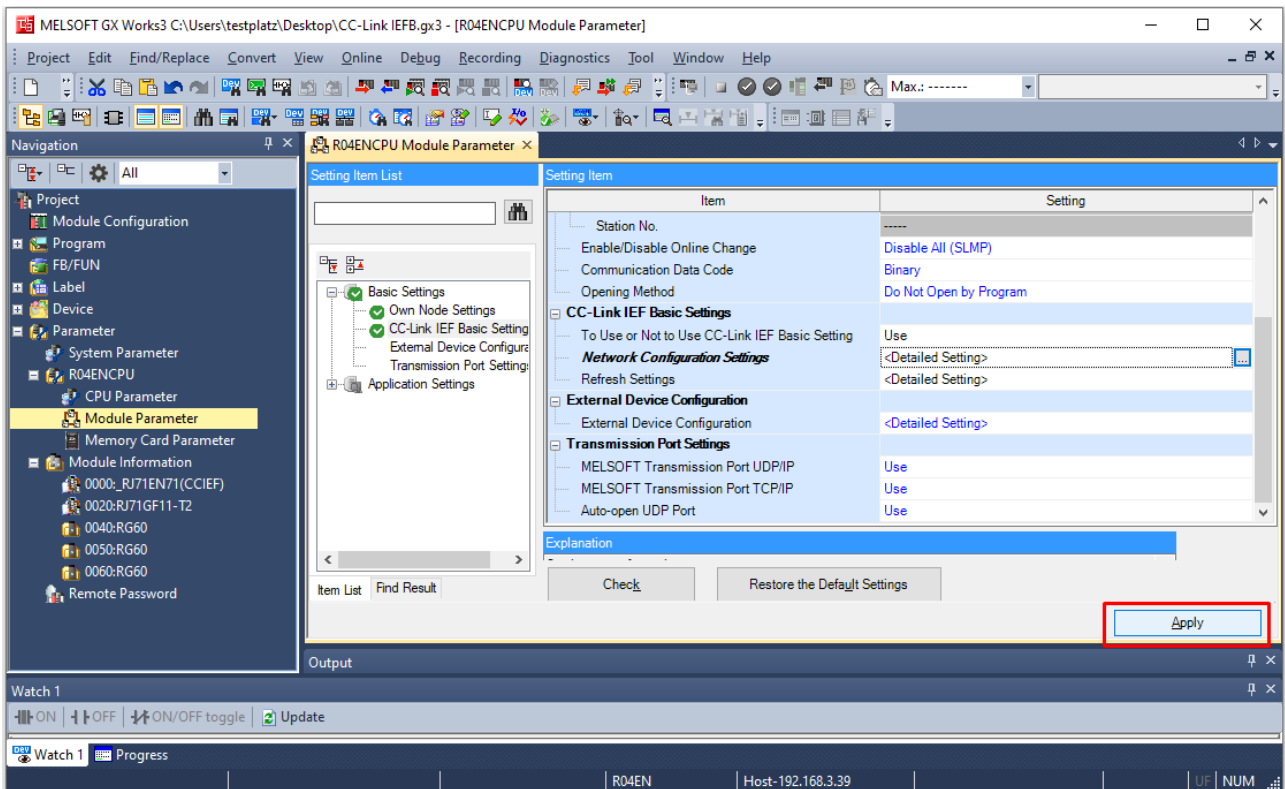 MELSOFT GX Works3 C:\Users\testplatz\Desktop\CC-Link IEFB.gx3 - [R04ENCPU Module Parameter]
Project Edit Find/Replace Convert View Online Debug Recording Diagnostics Tool Window Help
Max.: -------
Navigation
All
Project
Module Configuration
Program
FB/FUN
Label
Device
Parameter
System Parameter
R04ENCPU
CPU Parameter
Module Parameter
Memory Card Parameter
Module Information
0000:_RJ71EN71(CCIEF)
0020:RJ71GF11-T2
0040:RG60
0050:RG60
0060:RG60
Remote Password
R04ENCPU Module Parameter
Setting Item List
Basic Settings
Own Node Settings
CC-Link IEF Basic Setting
External Device Configura
Transmission Port Setting
Application Settings
Item List Find Result
Setting Item
Item Setting
Station No. -----
Enable/Disable Online Change Disable All (SLMP)
Communication Data Code Binary
Opening Method Do Not Open by Program
CC-Link IEF Basic Settings
To Use or Not to Use CC-Link IEF Basic Setting Use
Network Configuration Settings <Detailed Setting> ...
Refresh Settings <Detailed Setting>
External Device Configuration
External Device Configuration <Detailed Setting>
Transmission Port Settings
MELSOFT Transmission Port UDP/IP Use
MELSOFT Transmission Port TCP/IP Use
Auto-open UDP Port Use
Explanation
Check Restore the Default Settings
Apply
Output
Watch 1
ON OFF ON/OFF toggle Update
Watch 1 Progress
R04EN Host-192.168.3.39 UF NUM